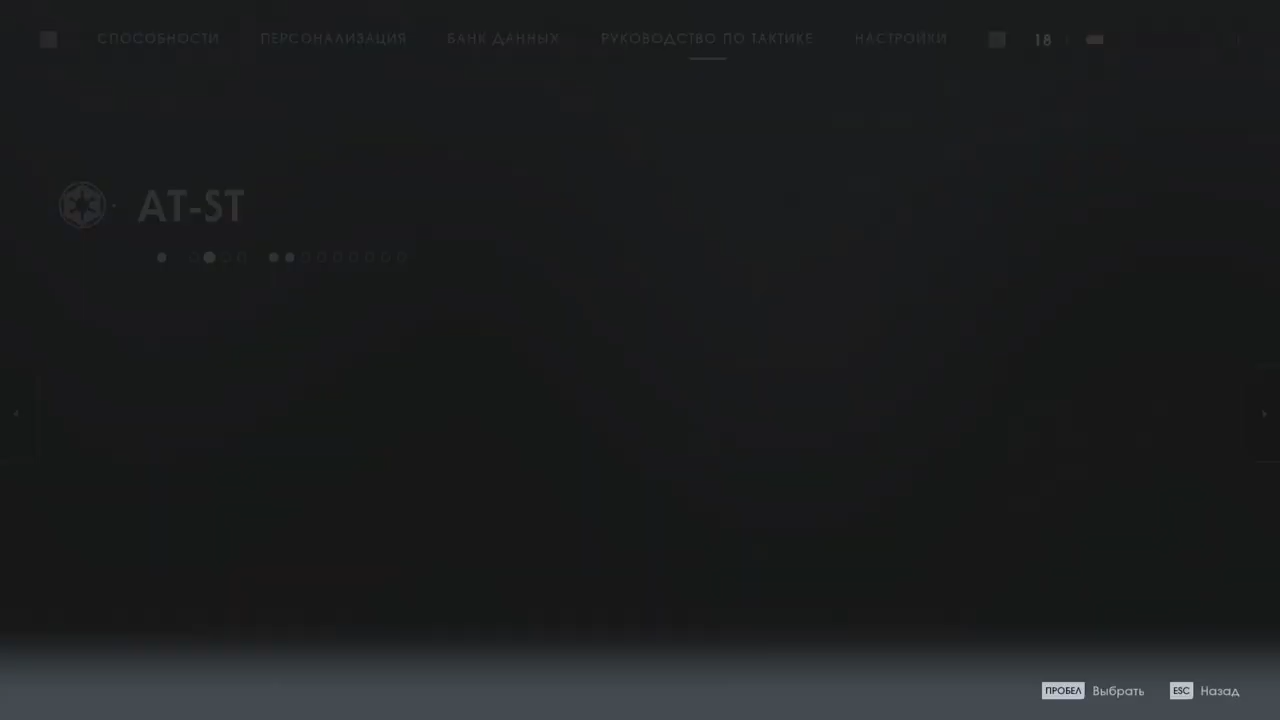 СПОСОБНОСТИ ПЕРСОНАЛИЗАЦИЯ БАНК ДАННЫХ РУКОВОДСТВО ПО ТАКТИКЕ НАСТРОЙКИ 18
AT-ST
ПРОБЕЛ Выбрать ESC Назад